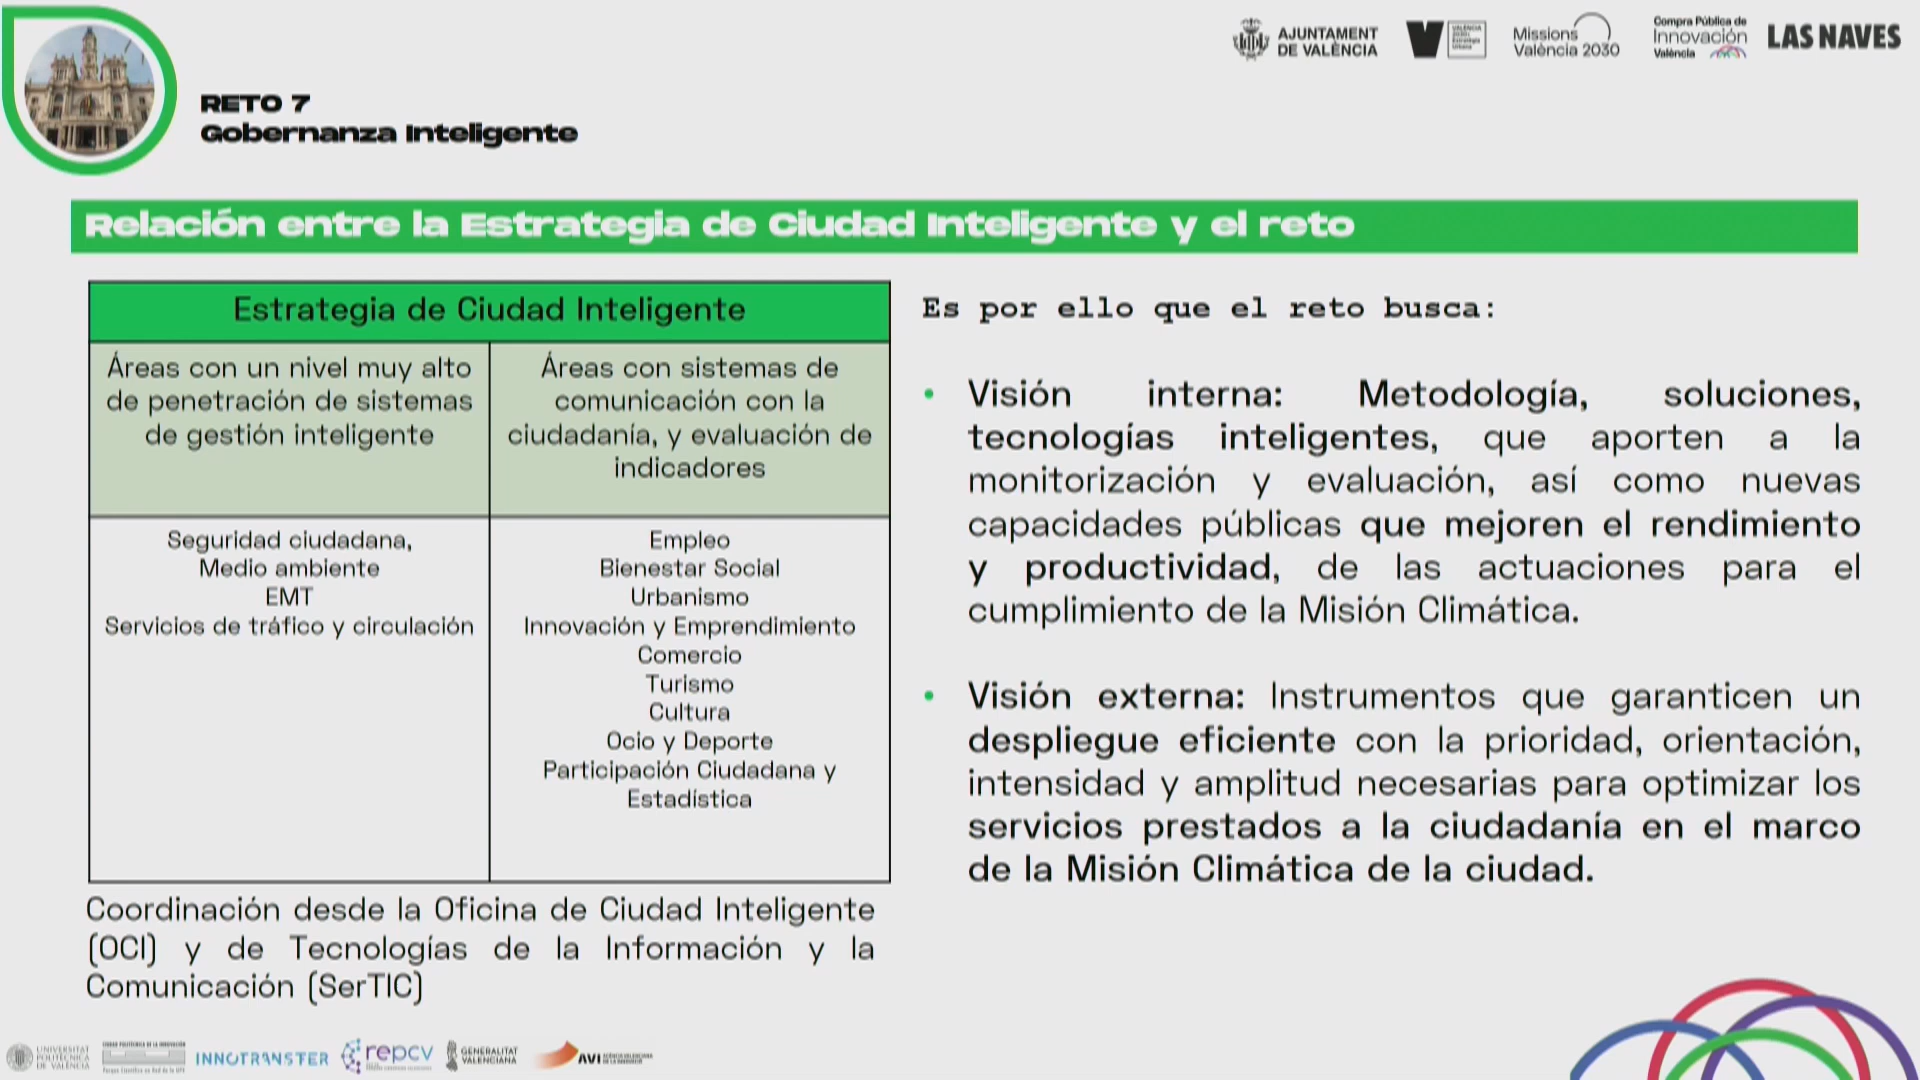 AJUNTAMENT
DE VALÈNCIA
Missions
València 2030
Compra Pública de
Innovación
València
LAS NAVES
RETO 7
Gobernanza Inteligente
Relación entre la Estrategia de Ciudad Inteligente y el reto
Estrategia de Ciudad Inteligente
Áreas con un nivel muy alto
de penetración de sistemas
de gestión inteligente
Áreas con sistemas de
comunicación con la
ciudadanía, y evaluación de
indicadores
Seguridad ciudadana,
Medio ambiente
EMT
Servicios de tráfico y circulación
Empleo
Bienestar Social
Urbanismo
Innovación y Emprendimiento
Comercio
Turismo
Cultura
Ocio y Deporte
Participación Ciudadana y
Estadística
Coordinación desde la Oficina de Ciudad Inteligente
(OCI) y de Tecnologías de la Información y la
Comunicación (SerTIC)
Es por ello que el reto busca:
• Visión interna: Metodología, soluciones,
tecnologías inteligentes, que aporten a la
monitorización y evaluación, así como nuevas
capacidades públicas que mejoren el rendimiento
y productividad, de las actuaciones para el
cumplimiento de la Misión Climática.
• Visión externa: Instrumentos que garanticen un
despliegue eficiente con la prioridad, orientación,
intensidad y amplitud necesarias para optimizar los
servicios prestados a la ciudadanía en el marco
de la Misión Climática de la ciudad.
UNIVERSITAT
POLITÈCNICA
DE VALÈNCIA
INNOTRANSFER
repcv
GENERALITAT
VALENCIANA
AVI